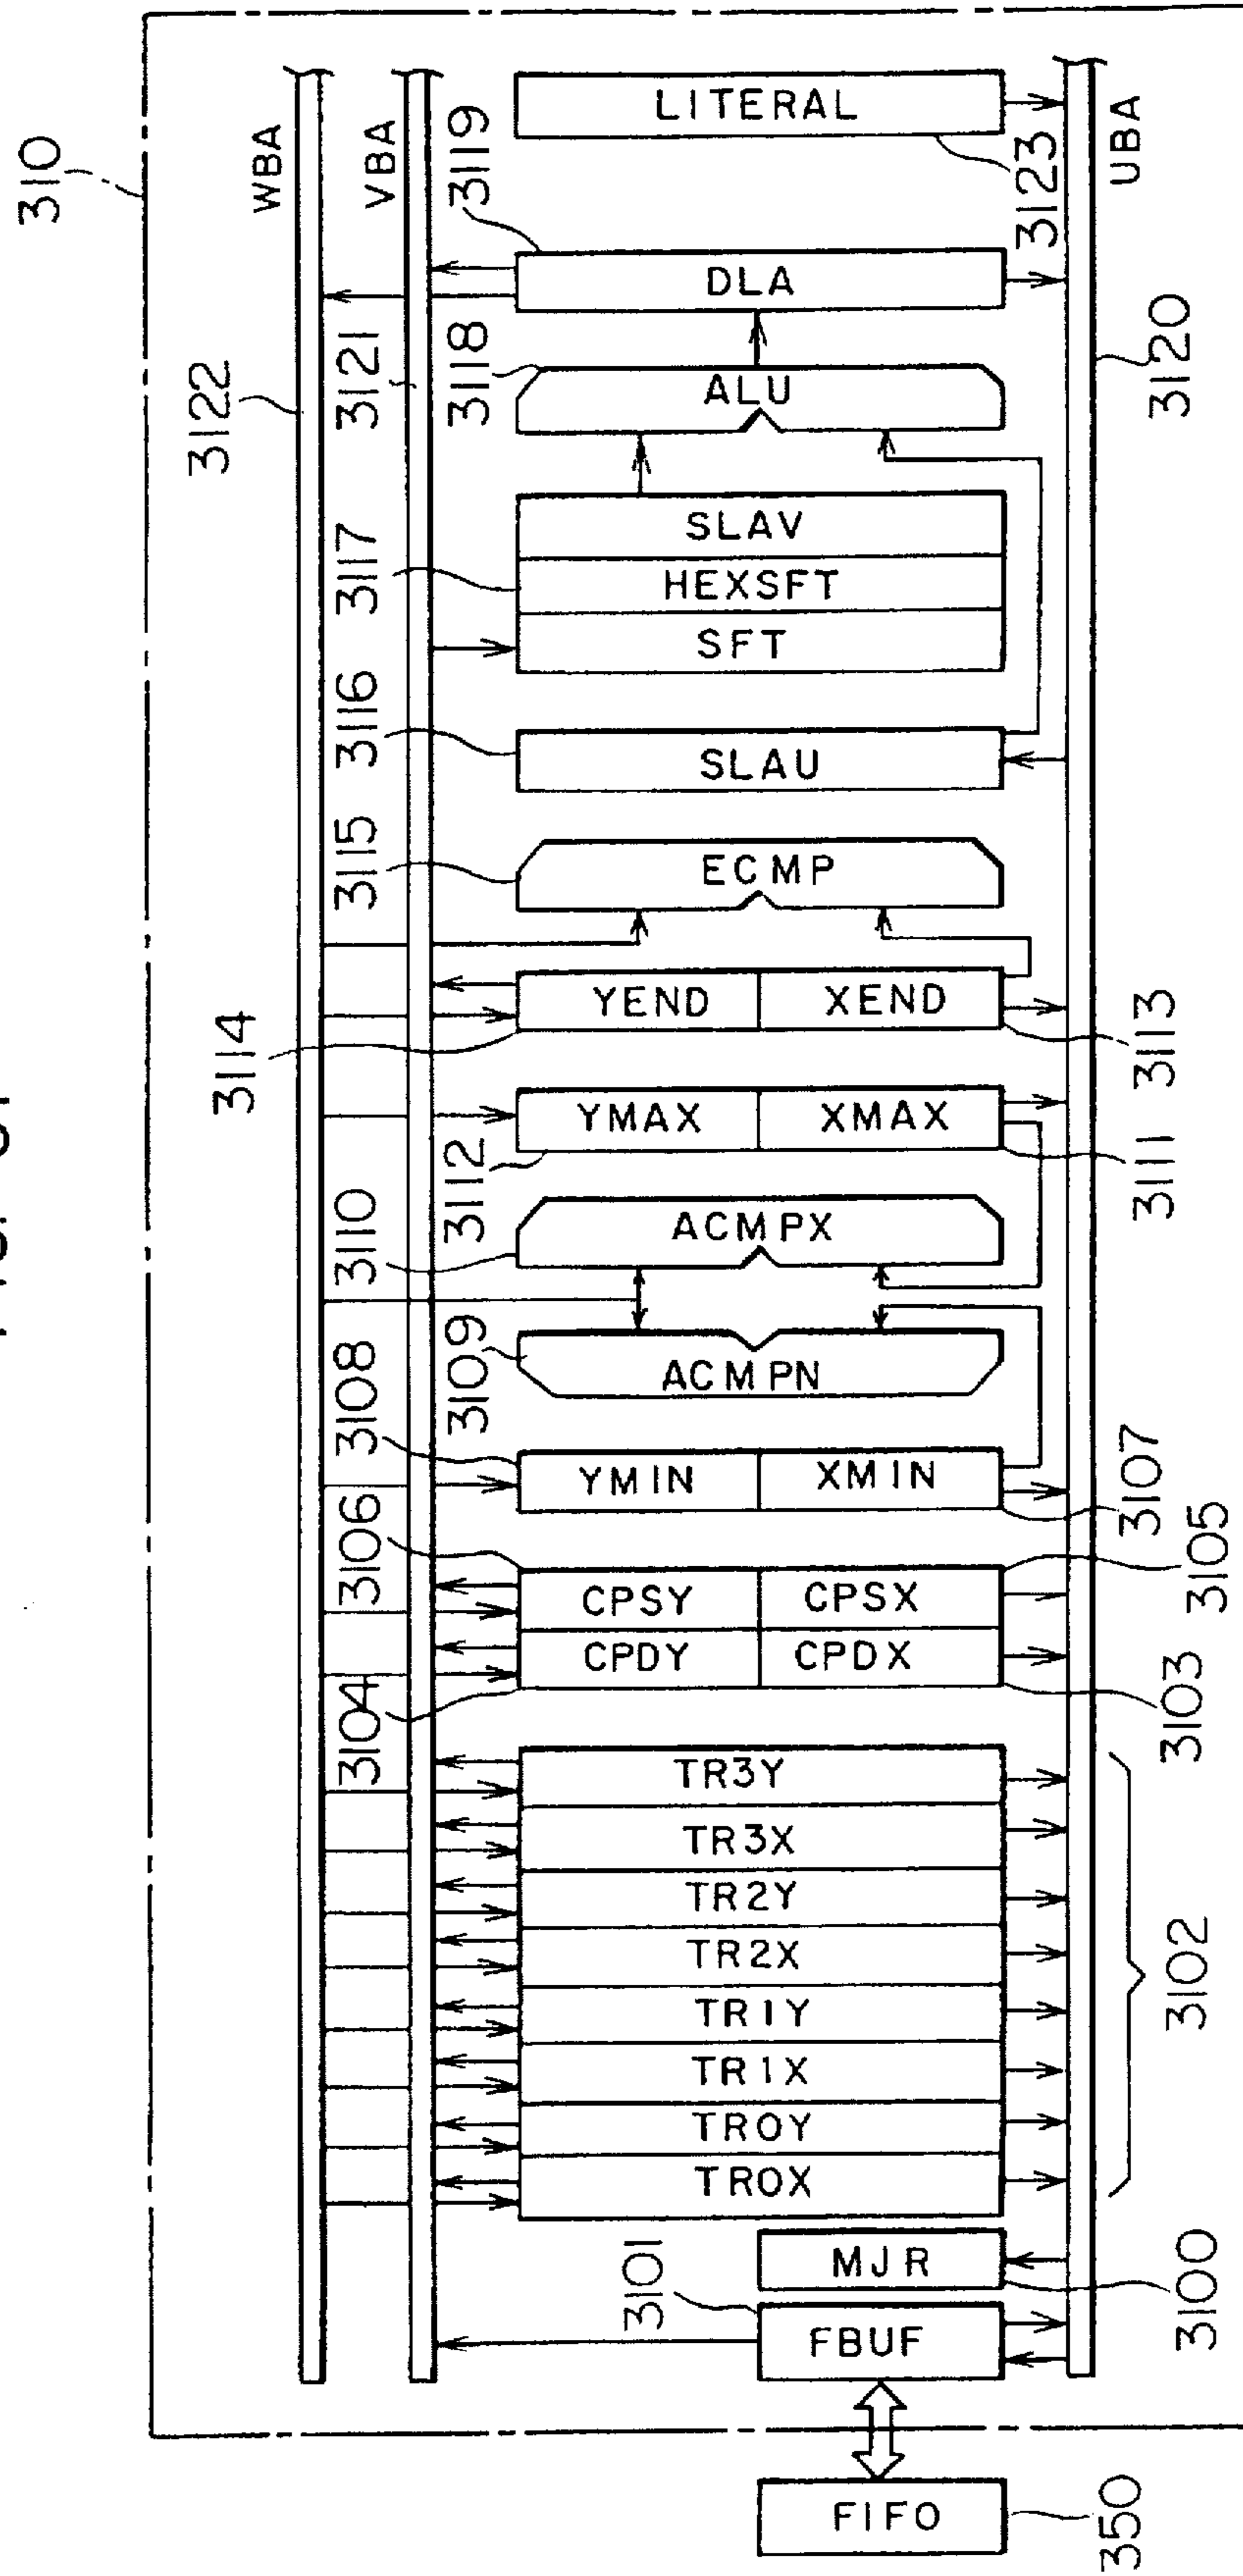 310
WBA
VBA
3122
3121
3119
3118
3117
3116
3115
3114
3112
3110
3109
3108
3106
3104
3101
LITERAL
DLA
ALU
SLAV
HEXSFT
SFT
SLAU
ECMP
YEND XEND
YMAX XMAX
ACMPX
ACMPN
YMIN XMIN
CPSY CPSX
CPDY CPDX
TR3Y
TR3X
TR2Y
TR2X
TR1Y
TR1X
TR0Y
TR0X
MJR
FBUF
FIFO
3123
UBA
3120
3113
3111
3107
3105
3103
3102
3100
350